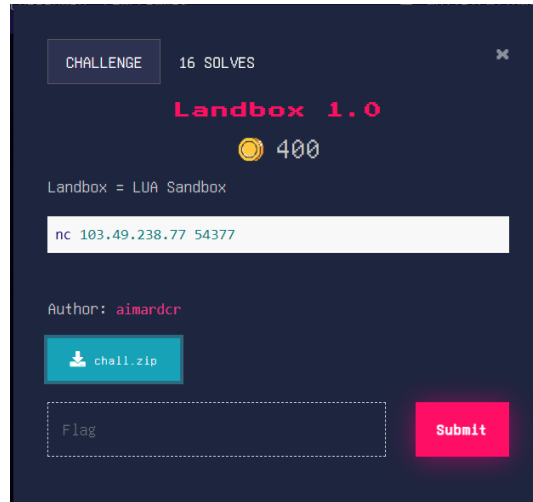 CHALLENGE 16 SOLVES ×
Landbox 1.0
400
Landbox = LUA Sandbox
nc 103.49.238.77 54377
Author: aimardcr
chall.zip
Flag Submit